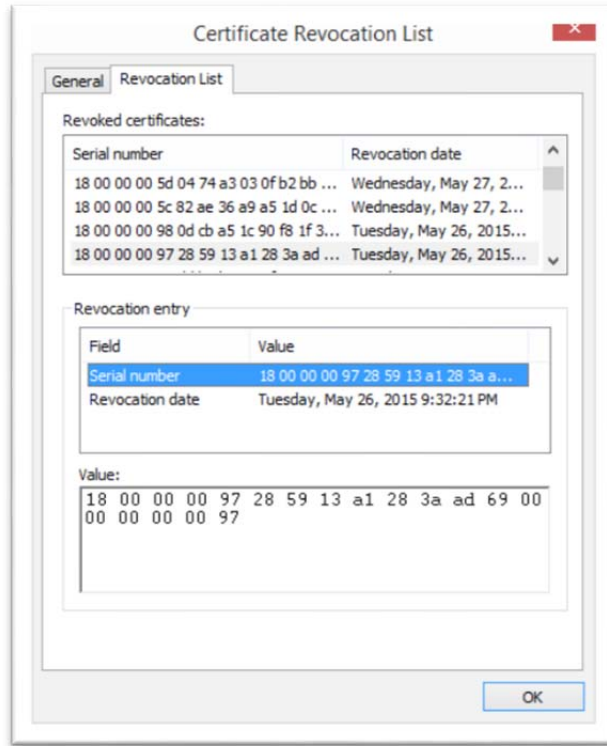 Certificate Revocation List
General Revocation List
Revoked certificates:
Serial number Revocation date
18 00 00 00 5d 04 74 a3 03 0f b2 bb ... Wednesday, May 27, 2...
18 00 00 00 5c 82 ae 36 a9 a5 1d 0c ... Wednesday, May 27, 2...
18 00 00 00 98 0d cb a5 1c 90 f8 1f 3... Tuesday, May 26, 2015...
18 00 00 00 97 28 59 13 a1 28 3a ad ... Tuesday, May 26, 2015...
Revocation entry
Field Value
Serial number 18 00 00 00 97 28 59 13 a1 28 3a a...
Revocation date Tuesday, May 26, 2015 9:32:21 PM
Value:
18 00 00 00 97 28 59 13 a1 28 3a ad 69 00
00 00 00 00 97
OK